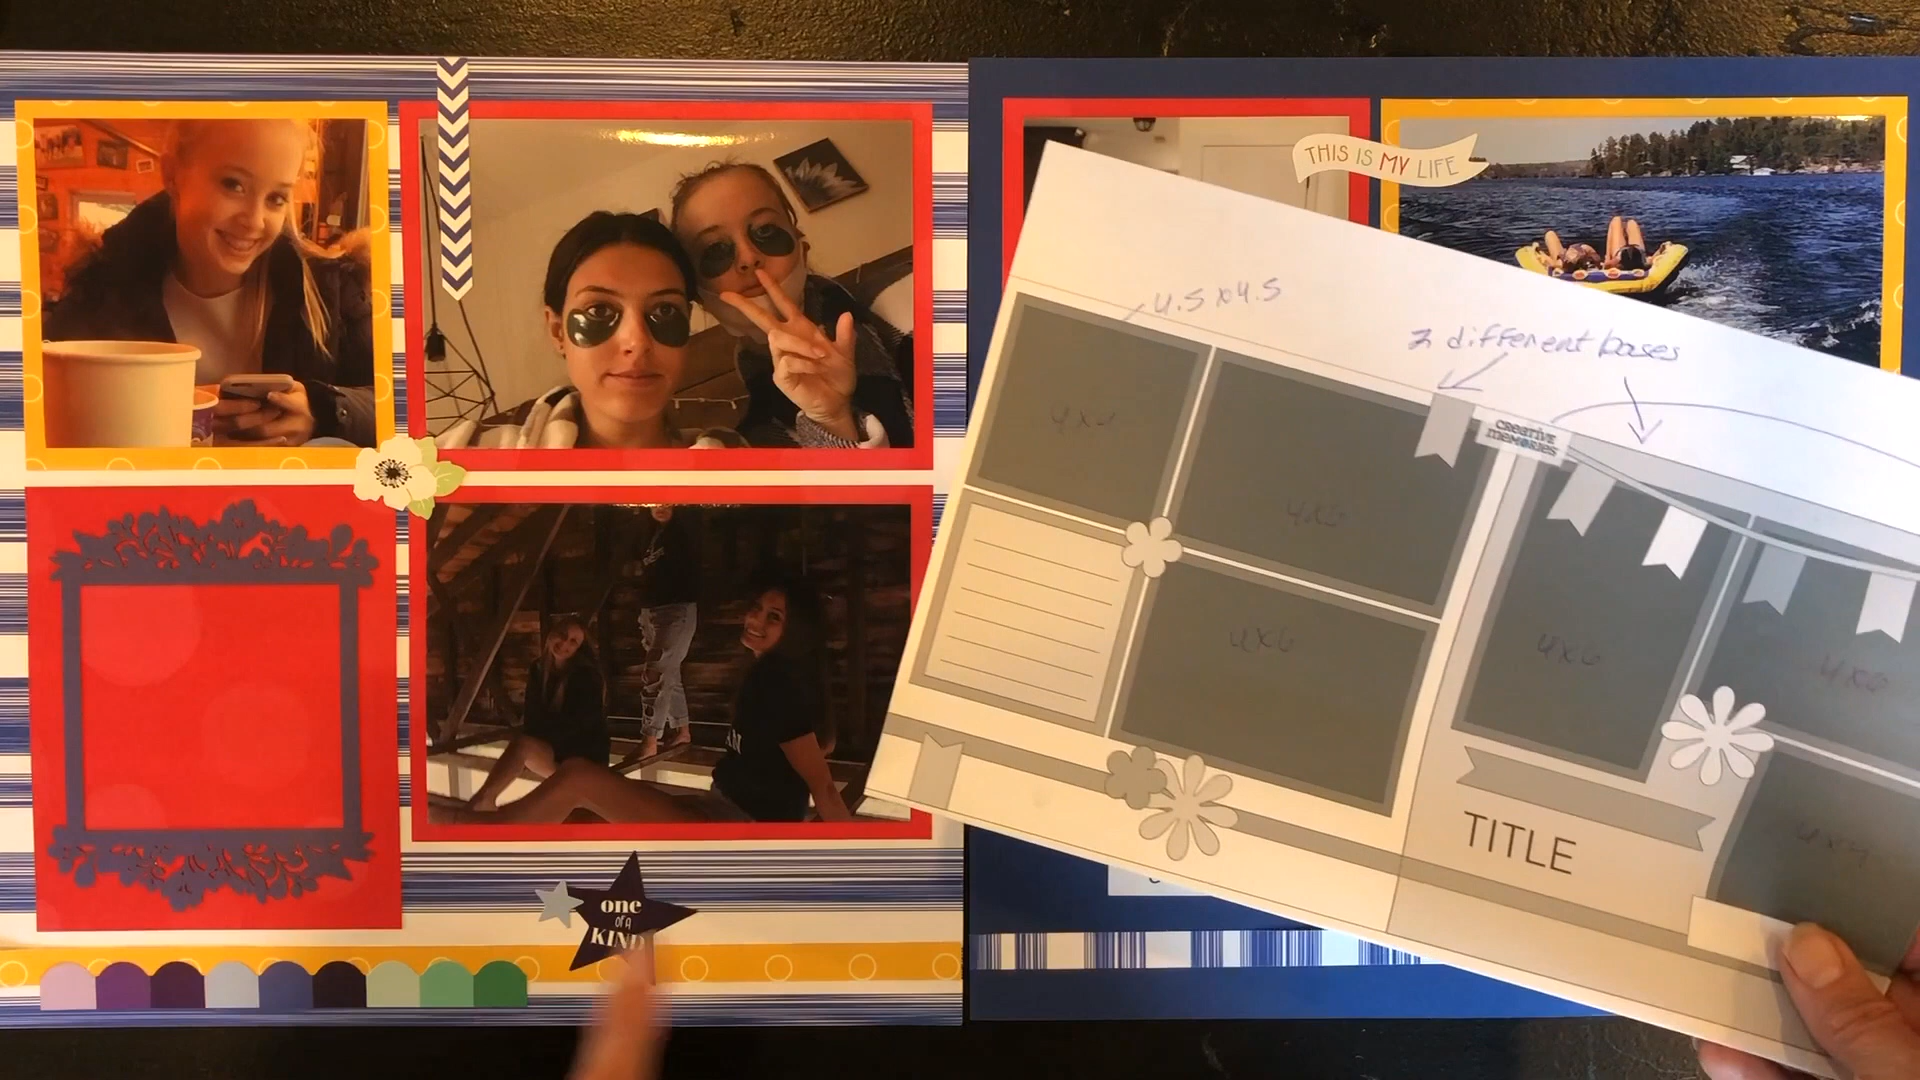 THIS IS MY LIFE
4.5 x 4.5
2 different bases
creative
memories
4x4
4x6
4x6
4x6
4x6
4x4
TITLE
one
OF A
KIND